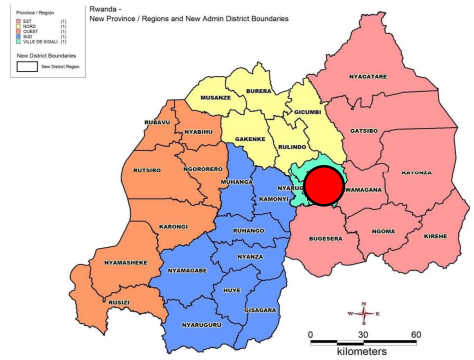 Province / Region
EST (1)
NORD (1)
OUEST (1)
SUD (1)
VILLE DE KIGALI (1)
New District Boundaries
New District Region
Rwanda -
New Province / Regions and New Admin District Boundaries
NYAGATARE
BURERA
MUSANZE
GICUMBI
RUBAVU
GATSIBO
NYABIHU
GAKENKE
RULINDO
RUTSIRO
NGORORERO
KAYONZA
MUHANGA
NYARUG
WAMAGANA
KAMONYI
KARONGI
RUHANGO
BUGESERA
NGOMA
KIREHE
NYAMASHEKE
NYAMAGABE
NYANZA
RUSIZI
HUYE
GISAGARA
NYARUGURU
N
W E
S
0 30 60
kilometers